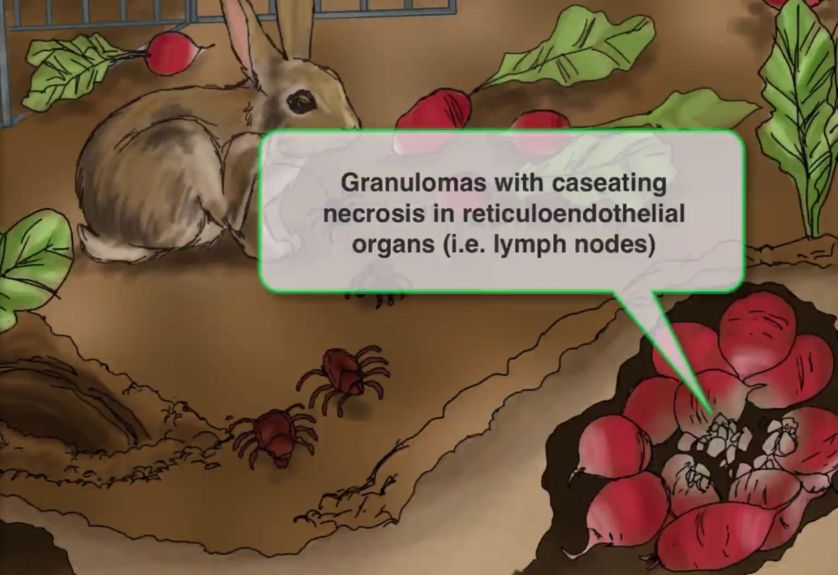 Granulomas with caseating
necrosis in reticuloendothelial
organs (i.e. lymph nodes)